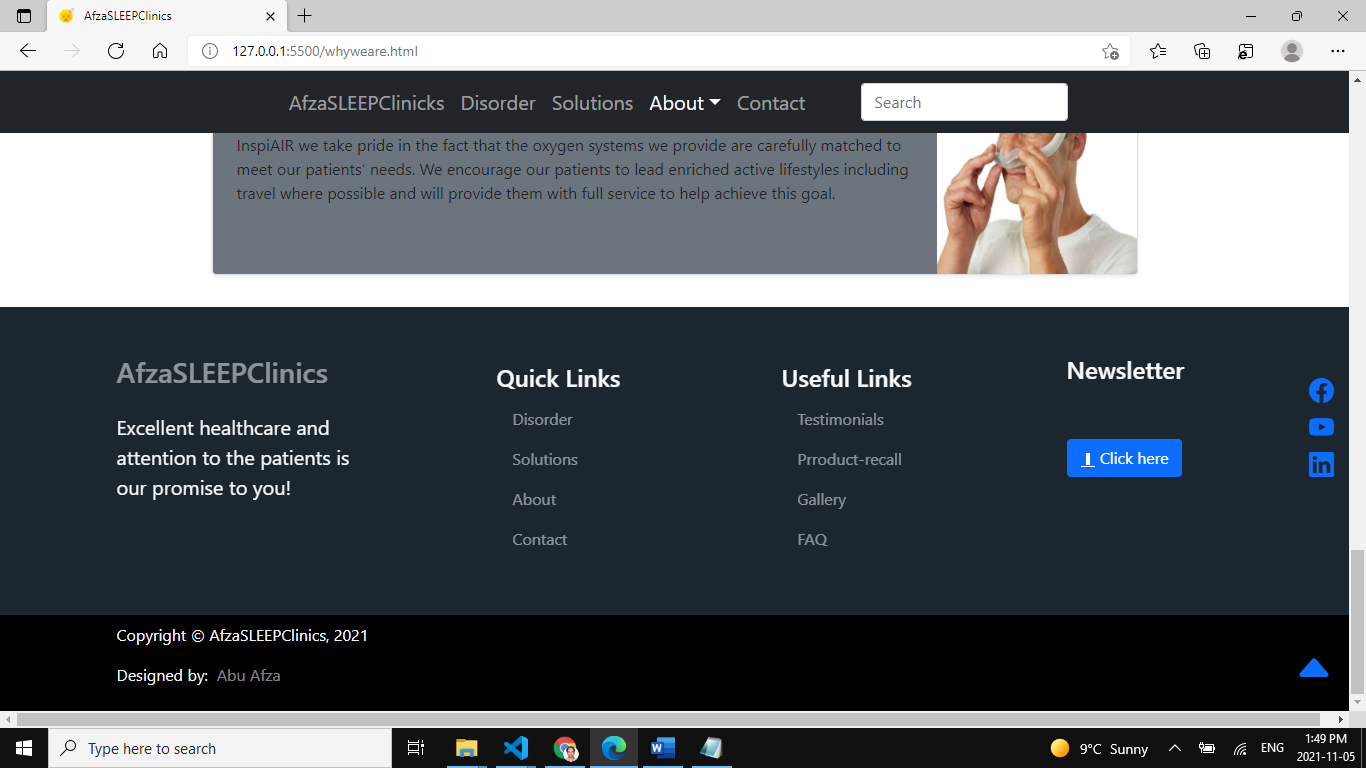 AfzaSLEEPClinics
127.0.0.1:5500/whyweare.html
AfzaSLEEPClinicks Disorder Solutions About Contact Search
InspiAIR we take pride in the fact that the oxygen systems we provide are carefully matched to
meet our patients’ needs. We encourage our patients to lead enriched active lifestyles including
travel where possible and will provide them with full service to help achieve this goal.
AfzaSLEEPClinics
Excellent healthcare and
attention to the patients is
our promise to you!
Quick Links
Disorder
Solutions
About
Contact
Useful Links
Testimonials
Prroduct-recall
Gallery
FAQ
Newsletter
Click here
Copyright © AfzaSLEEPClinics, 2021
Designed by: Abu Afza
Type here to search
9°C Sunny
ENG
1:49 PM
2021-11-05